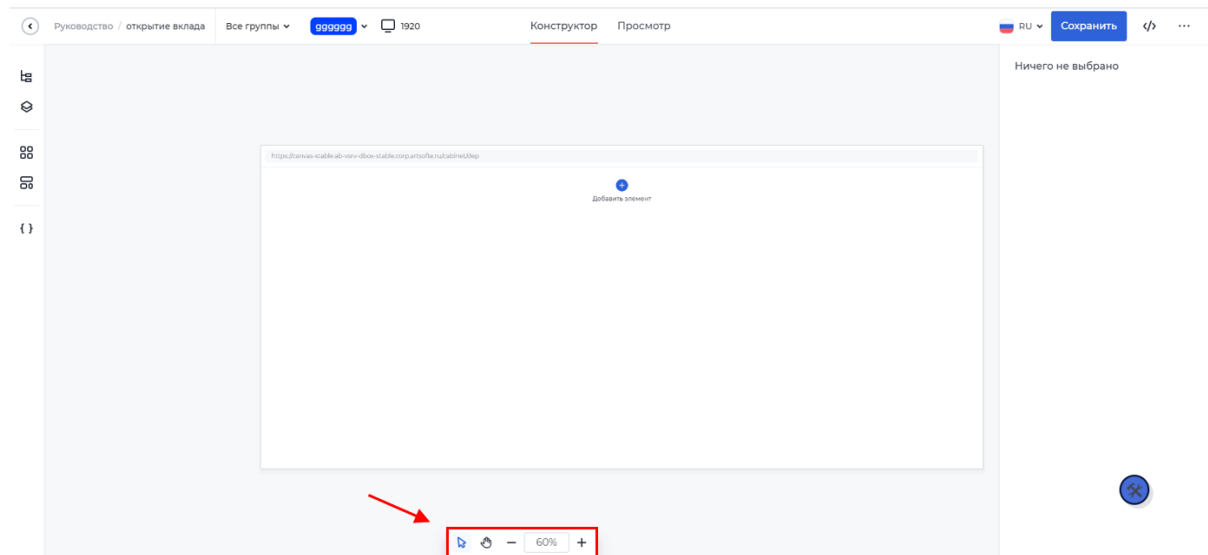 Руководство / открытие вклада Все группы gggggg 1920 Конструктор Просмотр RU Сохранить </> ...
Ничего не выбрано
{ }
https://canvas-stable.ab-vsrv-dbox-stable.corp.artsofte.ru/cabinet/dep
Добавить элемент
60%